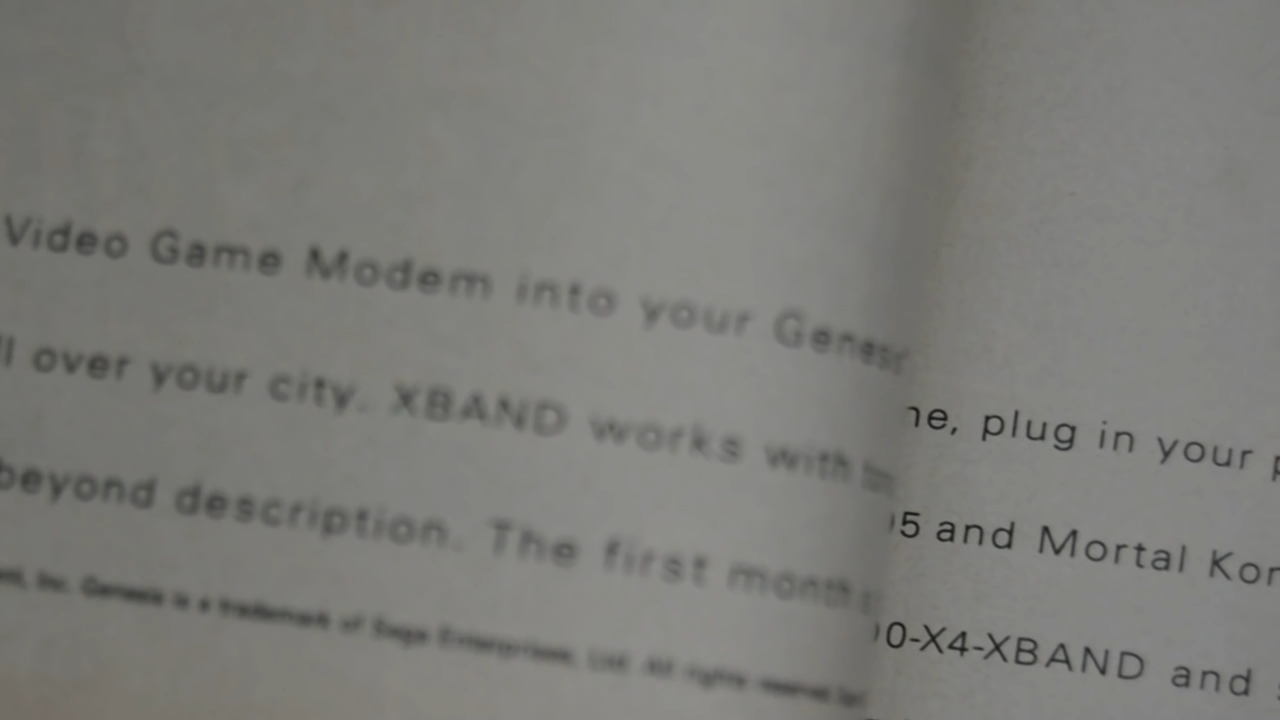 Video Game Modem into your Genesi
ne, plug in your
ll over your city. XBAND works with
5 and Mortal Kor
beyond description. The first month
0-X4-XBAND and
Inc. Genesis is a trademark of Sega Enterprises, Ltd. All rights reserved